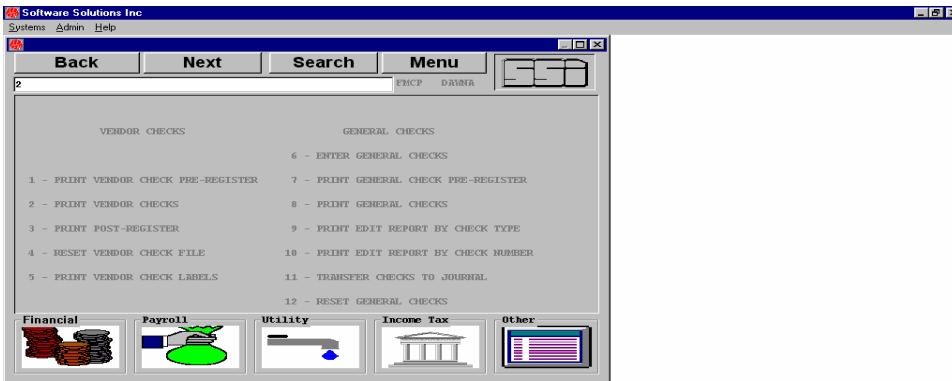 Software Solutions Inc
Systems Admin Help
Back Next Search Menu
SSI
2
FMCP DAWNA
VENDOR CHECKS GENERAL CHECKS
6 - ENTER GENERAL CHECKS
1 - PRINT VENDOR CHECK PRE-REGISTER 7 - PRINT GENERAL CHECK PRE-REGISTER
2 - PRINT VENDOR CHECKS 8 - PRINT GENERAL CHECKS
3 - PRINT POST-REGISTER 9 - PRINT EDIT REPORT BY CHECK TYPE
4 - RESET VENDOR CHECK FILE 10 - PRINT EDIT REPORT BY CHECK NUMBER
5 - PRINT VENDOR CHECK LABELS 11 - TRANSFER CHECKS TO JOURNAL
12 - RESET GENERAL CHECKS
Financial Payroll Utility Income Tax Other